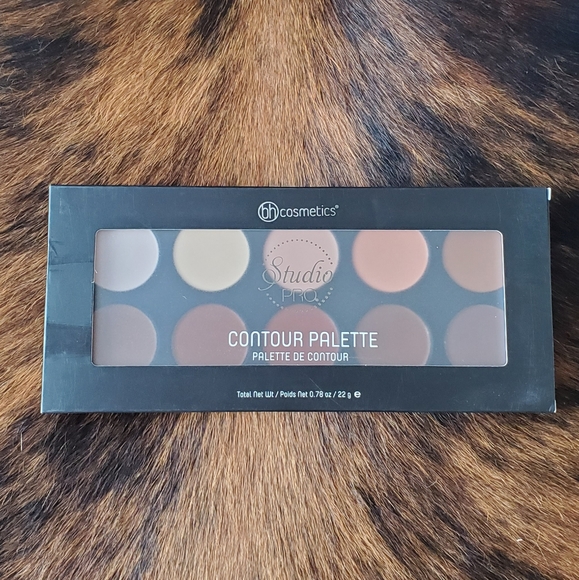 bh cosmetics®
Studio
PRO
CONTOUR PALETTE
PALETTE DE CONTOUR
Total Net Wt / Poids Net 0.78 oz / 22 g e